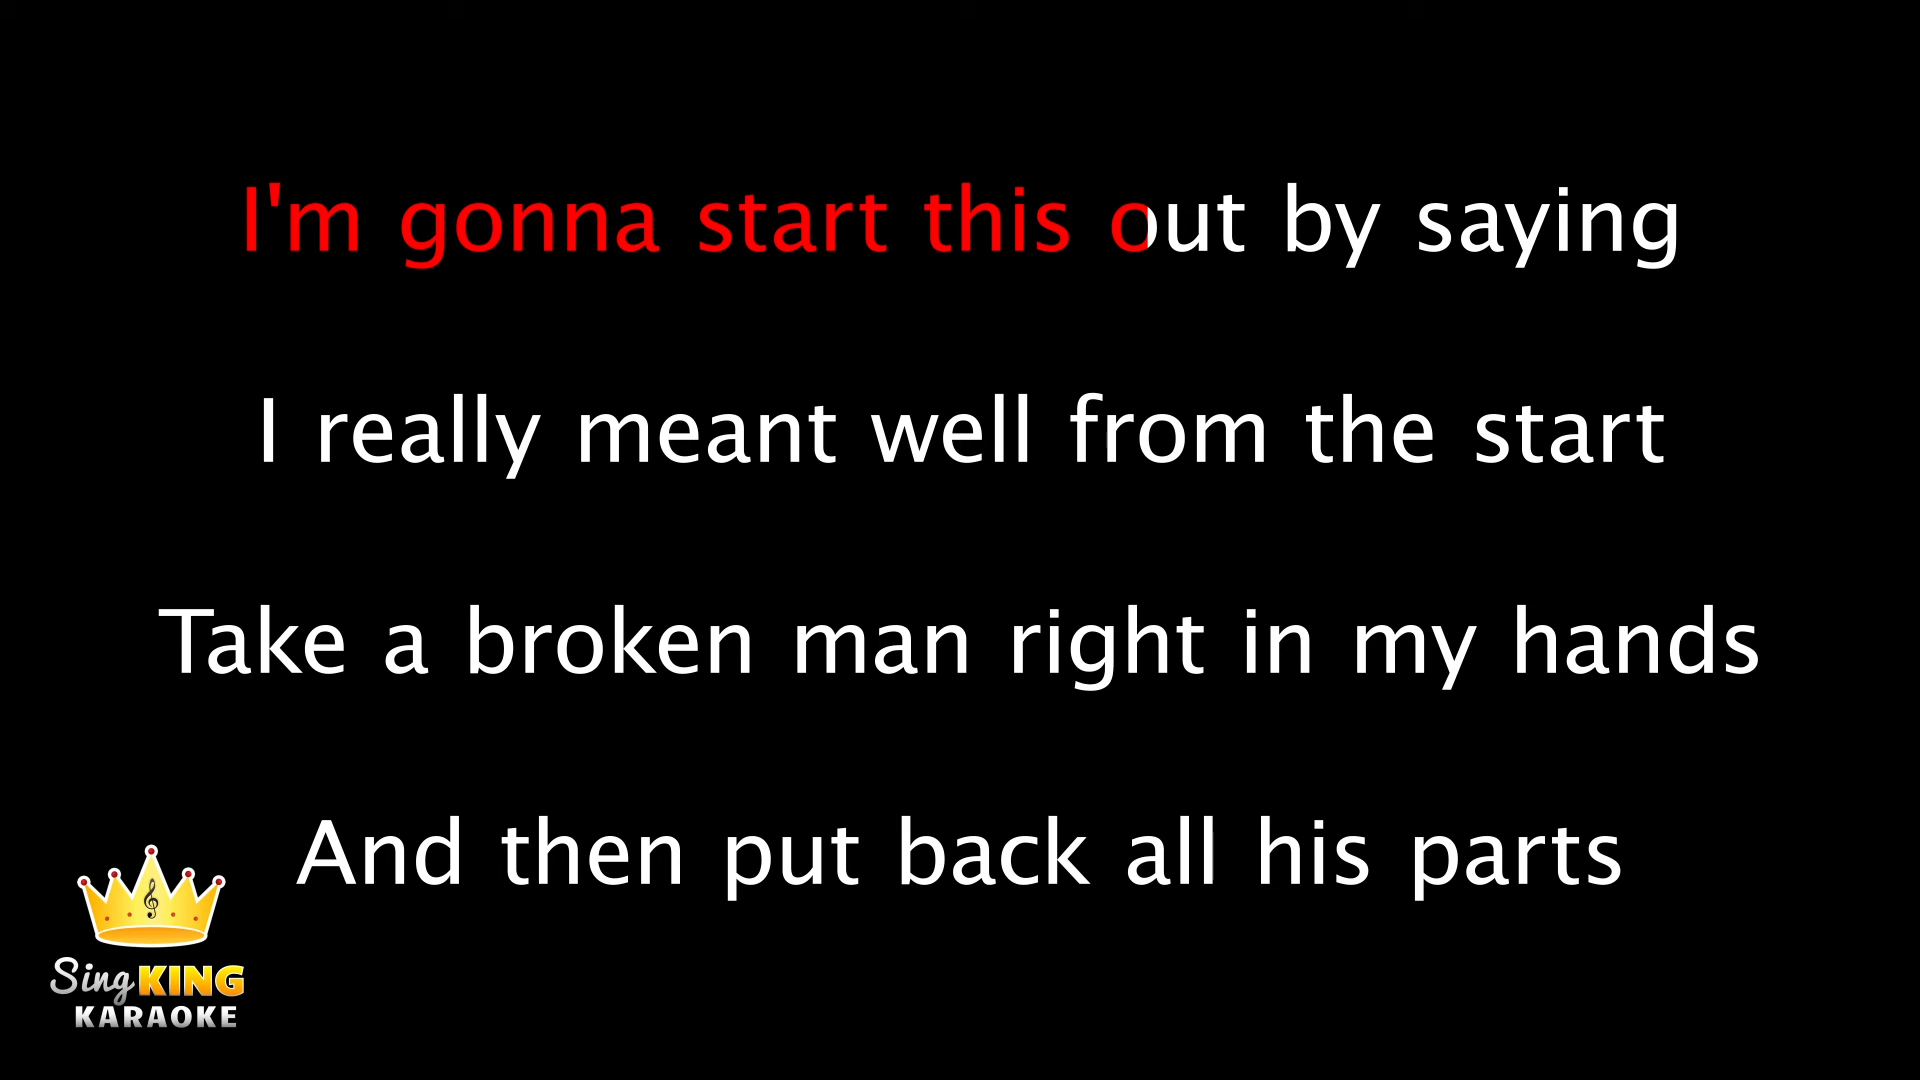 I'm gonna start this out by saying
I really meant well from the start
Take a broken man right in my hands
And then put back all his parts
Sing KING
KARAOKE